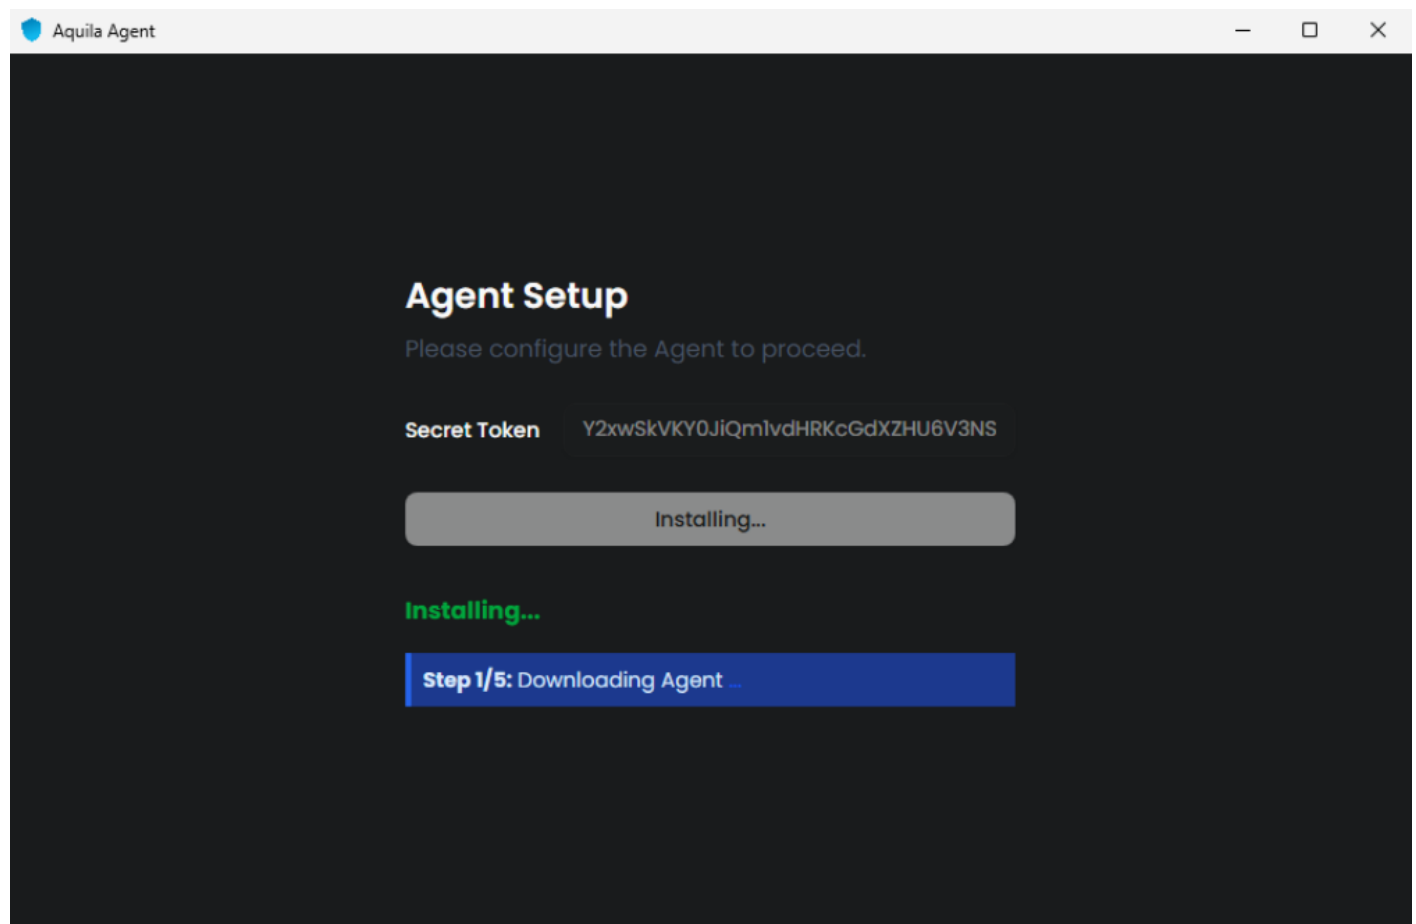 Aquila Agent
Agent Setup
Please configure the Agent to proceed.
Secret Token Y2xwSkVKY0JiQm1vdHRKcGdXZHU6V3NS
Installing...
Installing...
Step 1/5: Downloading Agent ...